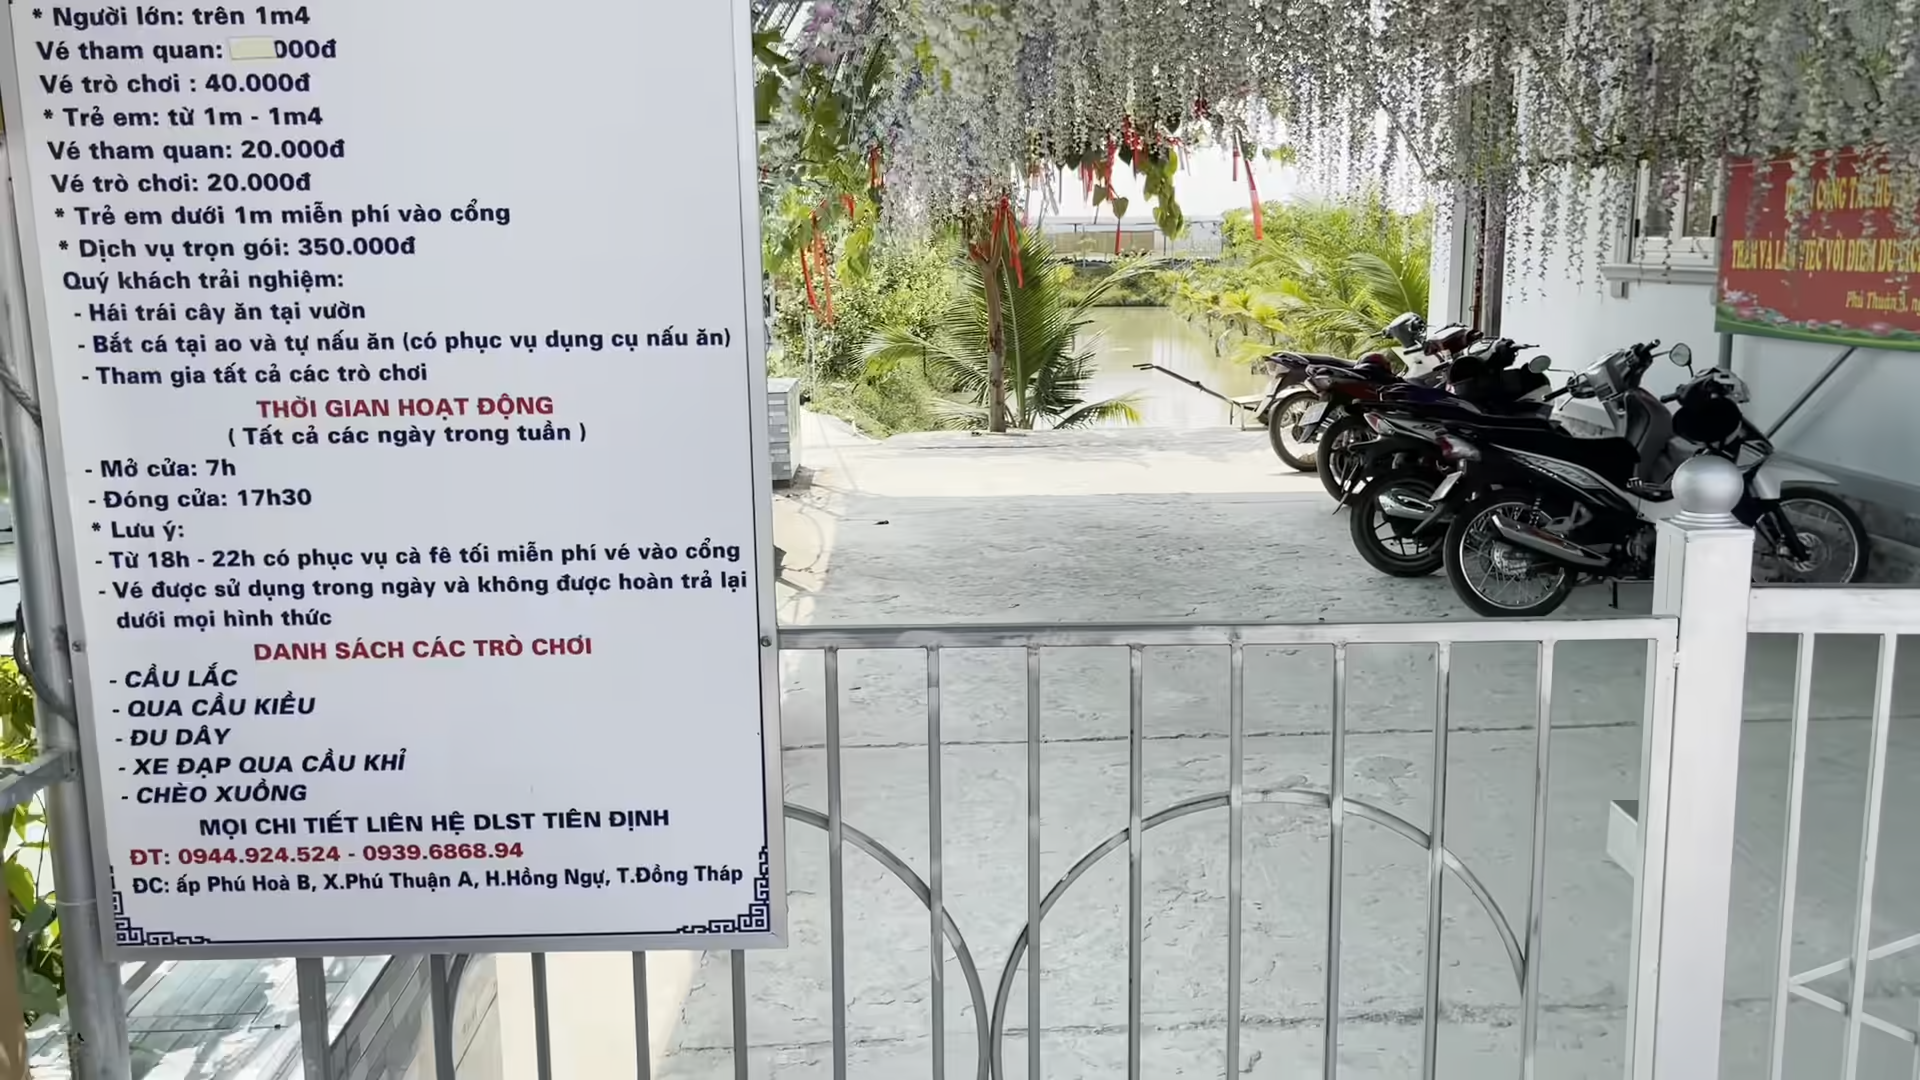 * Người lớn: trên 1m4
Vé tham quan: 000đ
Vé trò chơi : 40.000đ
* Trẻ em: từ 1m - 1m4
Vé tham quan: 20.000đ
Vé trò chơi: 20.000đ
* Trẻ em dưới 1m miễn phí vào cổng
* Dịch vụ trọn gói: 350.000đ
Quý khách trải nghiệm:
- Hái trái cây ăn tại vườn
- Bắt cá tại ao và tự nấu ăn (có phục vụ dụng cụ nấu ăn)
- Tham gia tất cả các trò chơi
THỜI GIAN HOẠT ĐỘNG
( Tất cả các ngày trong tuần )
- Mở cửa: 7h
- Đóng cửa: 17h30
* Lưu ý:
- Từ 18h - 22h có phục vụ cà fê tối miễn phí vé vào cổng
- Vé được sử dụng trong ngày và không được hoàn trả lại
dưới mọi hình thức
DANH SÁCH CÁC TRÒ CHƠI
- CẦU LẮC
- QUA CẦU KIỀU
- ĐU DÂY
- XE ĐẠP QUA CẦU KHỈ
- CHÈO XUỒNG
MỌI CHI TIẾT LIÊN HỆ DLST TIÊN ĐỊNH
ĐT: 0944.924.524 - 0939.6868.94
ĐC: ấp Phú Hoà B, X.Phú Thuận A, H.Hồng Ngự, T.Đồng Tháp
CÔNG TÁC
VỚI ĐIỂM DU
Phú Thuận